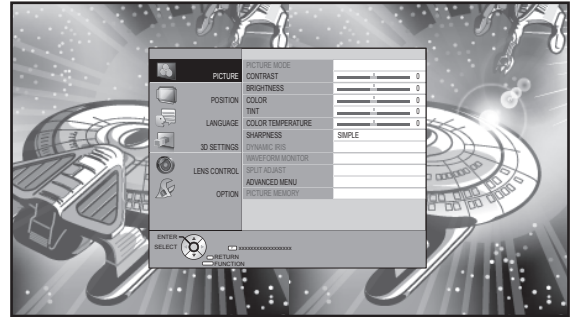 PICTURE
POSITION
LANGUAGE
3D SETTINGS
LENS CONTROL
OPTION
PICTURE MODE
CONTRAST 0
BRIGHTNESS 0
COLOR 0
TINT 0
COLOR TEMPERATURE 0
SHARPNESS SIMPLE
DYNAMIC IRIS
WAVEFORM MONITOR
SPLIT ADJAST
ADVANCED MENU
PICTURE MEMORY
ENTER
SELECT
xxxxxxxxxxxxxxxxxx
RETURN
FUNCTION